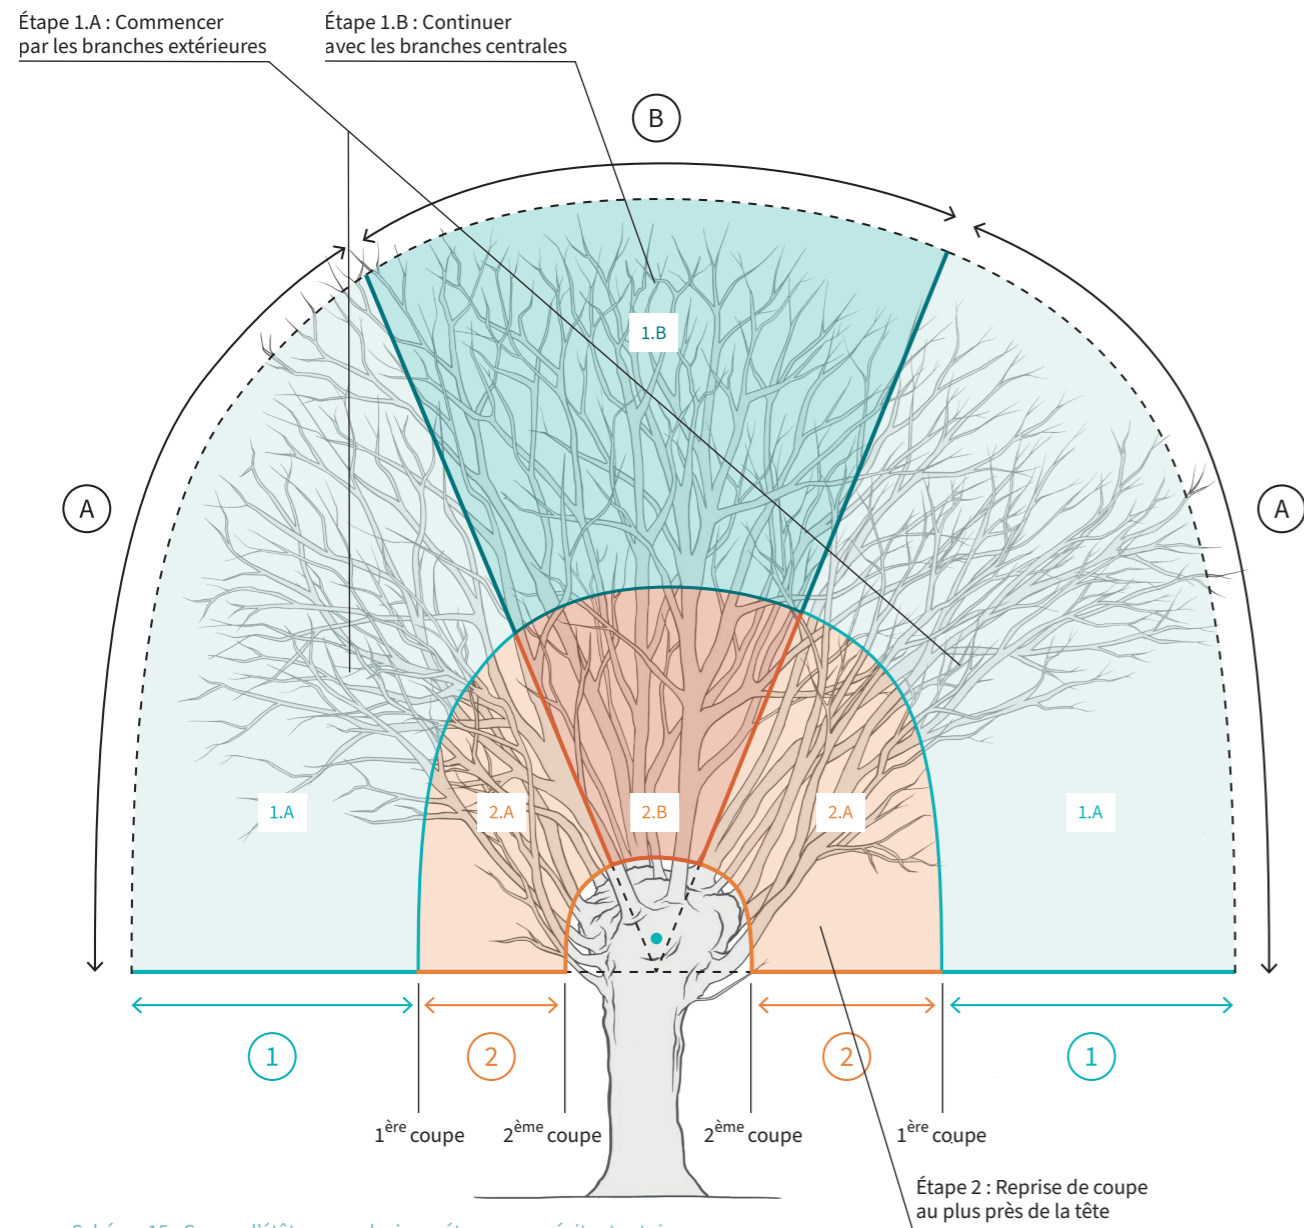 Étape 1.A : Commencer
par les branches extérieures
Étape 1.B : Continuer
avec les branches centrales
B
1.B
A
A
1.A
2.A
2.B
2.A
1.A
1
2
2
1
1ère coupe
2ème coupe
2ème coupe
1ère coupe
Étape 2 : Reprise de coupe
au plus près de la tête